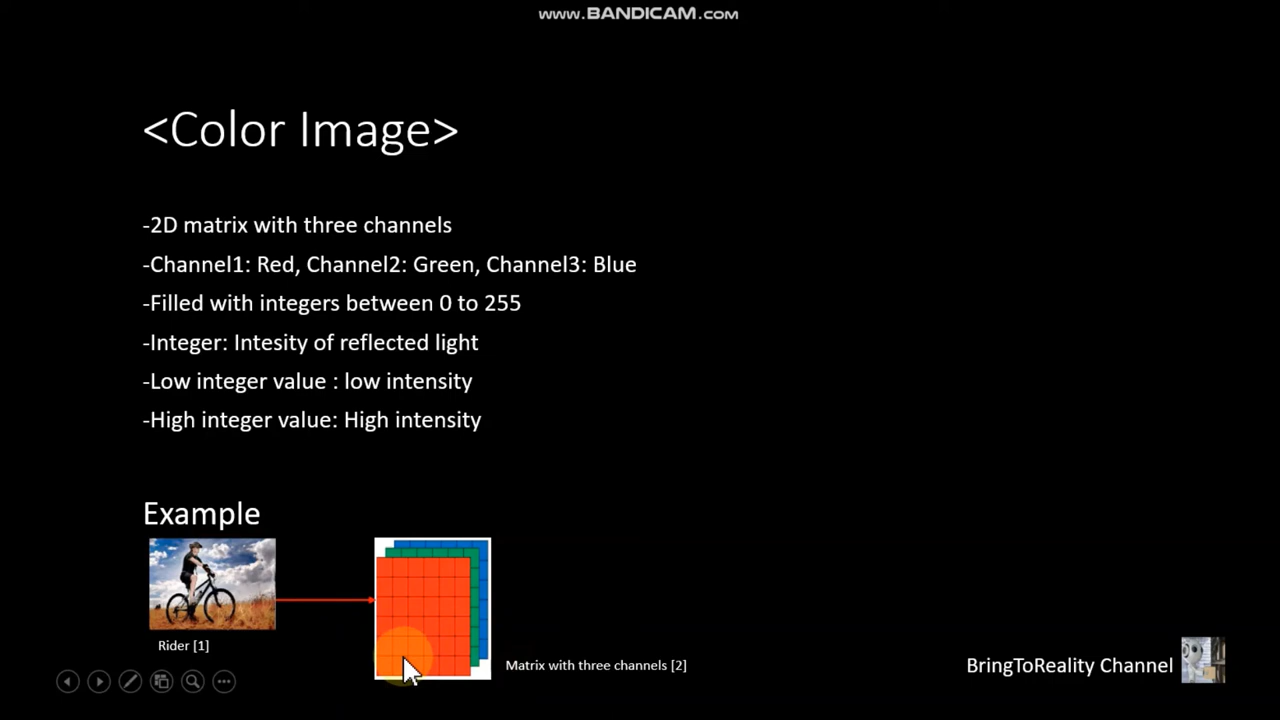 www.BANDICAM.com
<Color Image>
-2D matrix with three channels
-Channel1: Red, Channel2: Green, Channel3: Blue
-Filled with integers between 0 to 255
-Integer: Intesity of reflected light
-Low integer value : low intensity
-High integer value: High intensity
Example
Rider [1]
Matrix with three channels [2]
BringToReality Channel